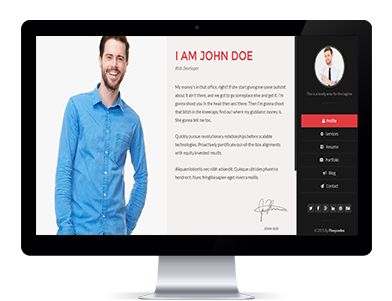 I AM JOHN DOE
Web Developer
My money's in that office, right? If she start giving me some bullshit
about it ain't there, and we got to go someplace else and get it, I'm
gonna shoot you in the head then and there. Then I'm gonna shoot
that bitch in the kneecaps, find out where my goddamn money is.
She gonna tell me too.
Quickly pursue revolutionary relationships before scalable
technologies. Proactively pontificate out-of-the-box alignments
with equity invested results.
Aliquam lobortis nec nibh ablandit. Quisque ultricies pharetra
hendrerit. Nunc fringilla sapien eget viverra mollis.
JOHN DOE
This is a lovely area for the tagline
Profile
Services
Resume
Portfolio
Blog
Contact